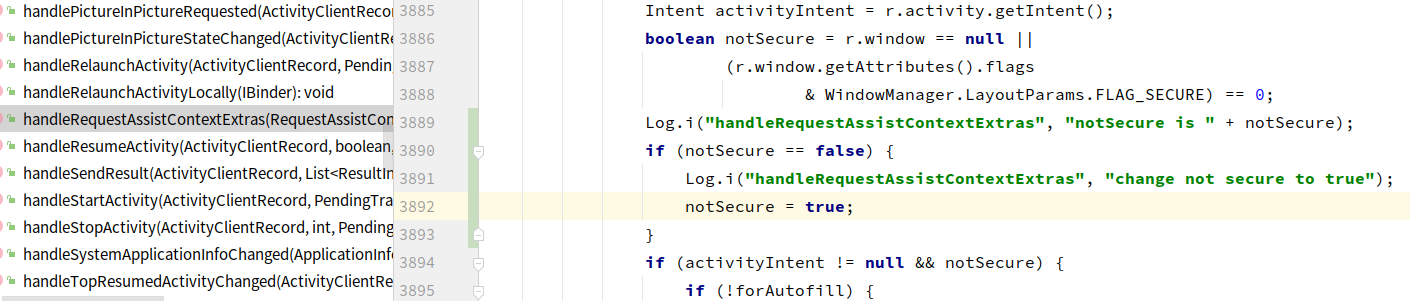 handlePictureInPictureRequested(ActivityClientRecor
handlePictureInPictureStateChanged(ActivityClientRe
handleRelaunchActivity(ActivityClientRecord, Pending
handleRelaunchActivityLocally(IBinder): void
handleRequestAssistContextExtras(RequestAssistCon
handleResumeActivity(ActivityClientRecord, boolean,
handleSendResult(ActivityClientRecord, List<ResultIn
handleStartActivity(ActivityClientRecord, PendingTra
handleStopActivity(ActivityClientRecord, int, Pending
handleSystemApplicationInfoChanged(ApplicationInf
handleTopResumedActivityChanged(ActivityClientRe
3885 Intent activityIntent = r.activity.getIntent();
3886 boolean notSecure = r.window == null ||
3887 (r.window.getAttributes().flags
3888 & WindowManager.LayoutParams.FLAG_SECURE) == 0;
3889 Log.i("handleRequestAssistContextExtras", "notSecure is " + notSecure);
3890 if (notSecure == false) {
3891 Log.i("handleRequestAssistContextExtras", "change not secure to true");
3892 notSecure = true;
3893 }
3894 if (activityIntent != null && notSecure) {
3895 if (!forAutofill) {